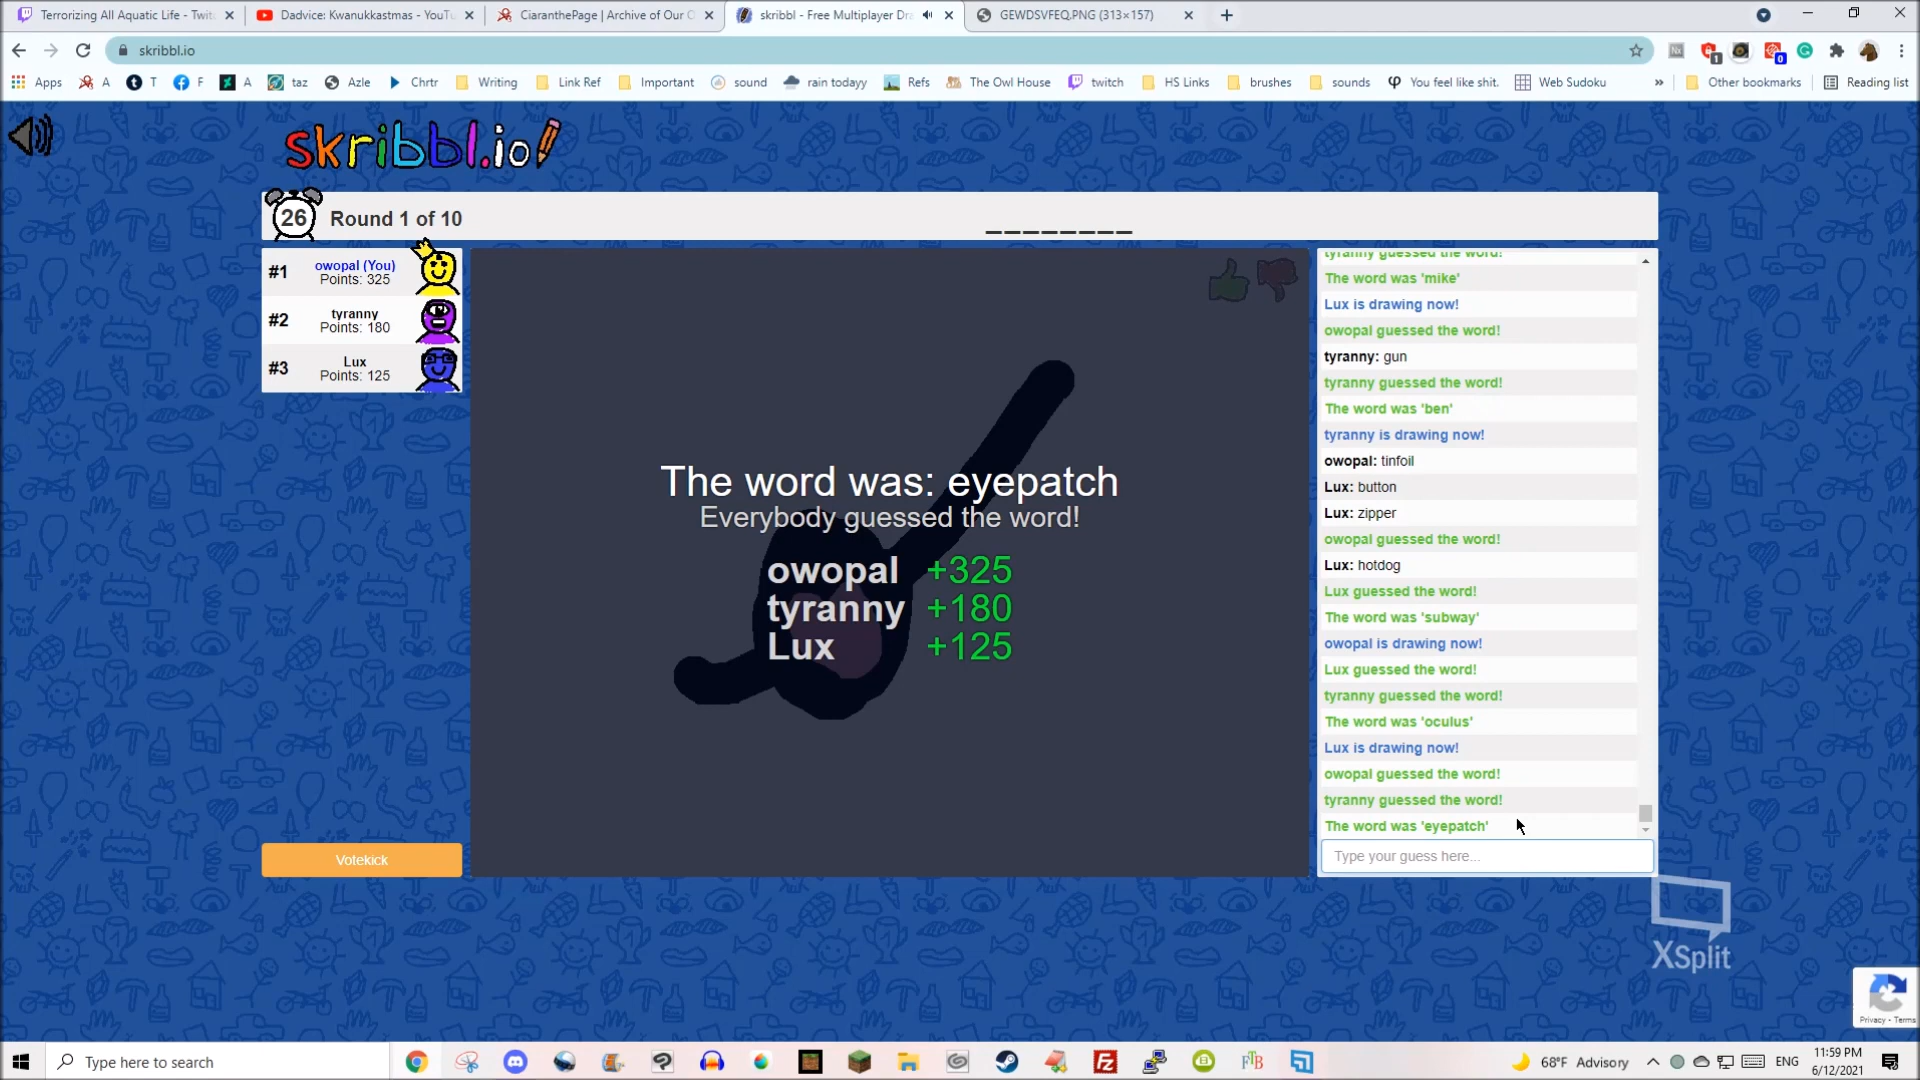 Terrorizing All Aquatic Life - Twitc
Dadvice: Kwanukkastmas - YouTu
CiaranthePage | Archive of Our O
skribbl - Free Multiplayer Dra
GEWDSVFEQ.PNG (313×157)
skribbl.io
Apps
A
T
F
A
taz
Azle
Chrtr
Writing
Link Ref
Important
sound
rain todayy
Refs
The Owl House
twitch
HS Links
brushes
sounds
You feel like shit.
Web Sudoku
»
Other bookmarks
Reading list
skribbl.io
26
Round 1 of 10
________
#1
owopal (You)
Points: 325
#2
tyranny
Points: 180
#3
Lux
Points: 125
The word was: eyepatch
Everybody guessed the word!
owopal +325
tyranny +180
Lux +125
Votekick
tyranny guessed the word!
The word was 'mike'
Lux is drawing now!
owopal guessed the word!
tyranny: gun
tyranny guessed the word!
The word was 'ben'
tyranny is drawing now!
owopal: tinfoil
Lux: button
Lux: zipper
owopal guessed the word!
Lux: hotdog
Lux guessed the word!
The word was 'subway'
owopal is drawing now!
Lux guessed the word!
tyranny guessed the word!
The word was 'oculus'
Lux is drawing now!
owopal guessed the word!
tyranny guessed the word!
The word was 'eyepatch'
Type your guess here...
XSplit
Privacy - Terms
Type here to search
68°F Advisory
ENG
11:59 PM
6/12/2021